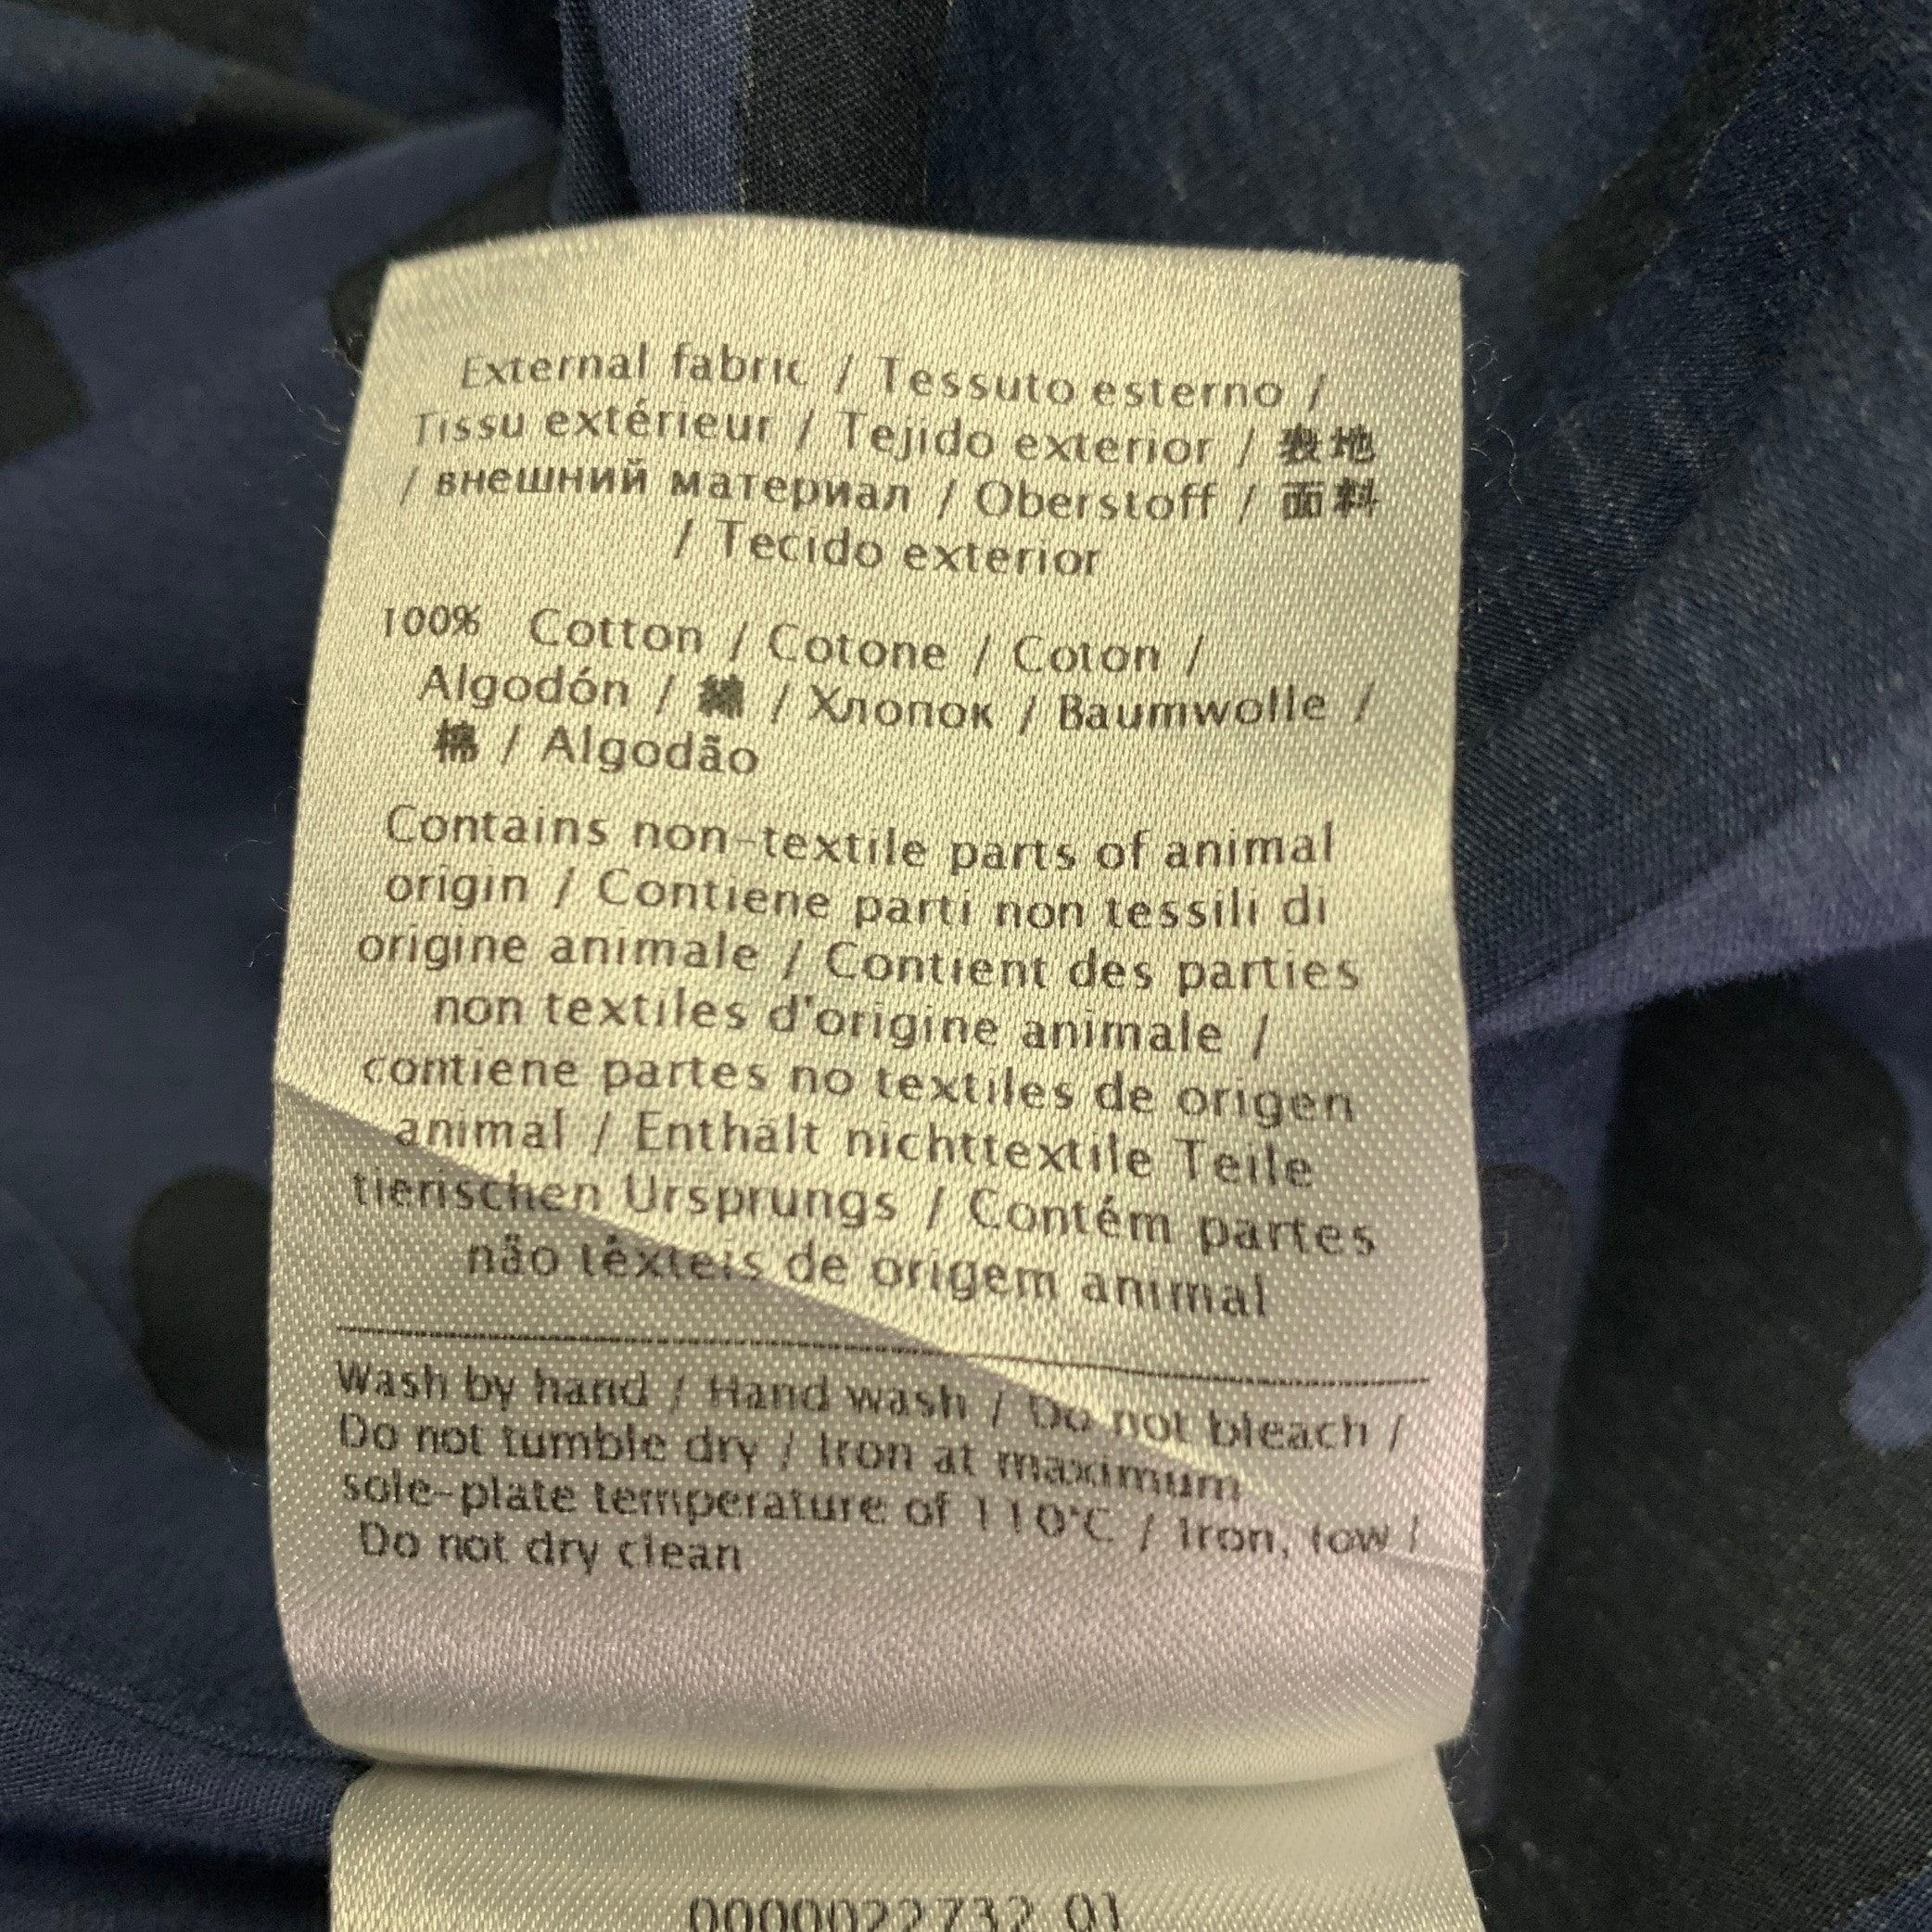 External fabric / Tessuto esterno /
Tissu extérieur / Tejido exterior / 表地
/ внешний материал / Oberstoff / 面料
/ Tecido exterior
100% Cotton / Cotone / Coton /
Algodón / 綿 / Хлопок / Baumwolle /
棉 / Algodão
Contains non-textile parts of animal
origin / Contiene parti non tessili di
origine animale / Contient des parties
non textiles d'origine animale /
contiene partes no textiles de origen
animal / Enthält nichttextile Teile
tierischen Ursprungs / Contém partes
não têxteis de origem animal
Wash by hand / Hand wash / Do not bleach /
Do not tumble dry / Iron at maximum
sole-plate temperature of 110°C / Iron, low /
Do not dry clean
0000022732 01